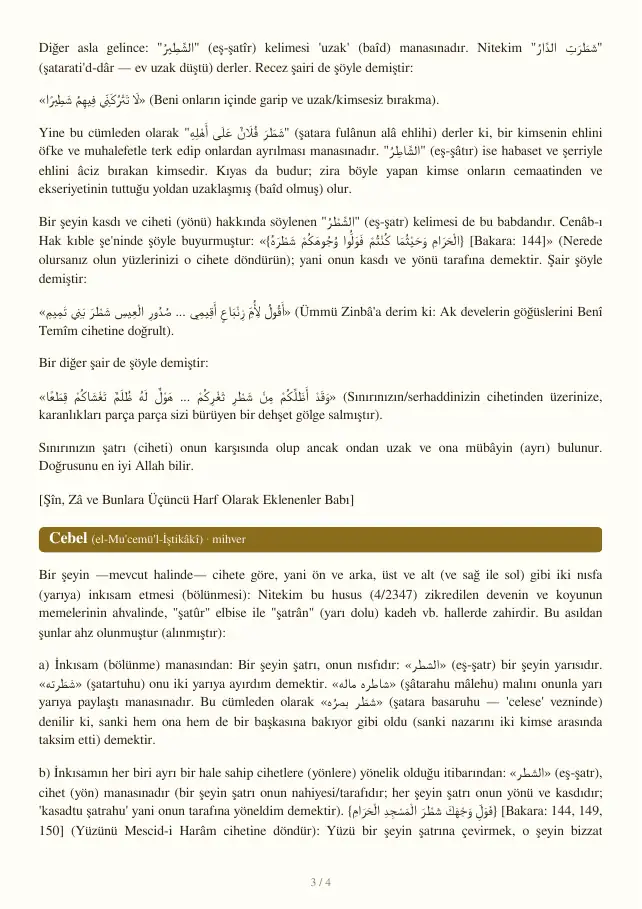 Diğer asla gelince: "الشَّطِيرُ" (eş-şatîr) kelimesi 'uzak' (baîd) manasınadır. Nitekim "شَطَرَتِ الدَّارُ"
(şatarati'd-dâr — ev uzak düştü) derler. Recez şairi de şöyle demiştir:
«لَا تَتْرُكَنِّي فِيهِمُ شَطِيرًا» (Beni onların içinde garip ve uzak/kimsesiz bırakma).
Yine bu cümleden olarak "شَطَرَ فُلَانٌ عَلَى أَهْلِهِ" (şatara fulânun alâ ehlihi) derler ki, bir kimsenin ehlini
öfke ve muhalefetle terk edip onlardan ayrılması manasınadır. "الشَّاطِرُ" (eş-şâtır) ise habaset ve şerriyle
ehlini âciz bırakan kimsedir. Kıyas da budur; zira böyle yapan kimse onların cemaatinden ve
ekseriyetinin tuttuğu yoldan uzaklaşmış (baîd olmuş) olur.
Bir şeyin kasdı ve ciheti (yönü) hakkında söylenen "الشَّطْرُ" (eş-şatr) kelimesi de bu babdandır. Cenâb-ı
Hak kıble şe'ninde şöyle buyurmuştur: «{الْحَرَامِ وَحَيْثُمَا كُنْتُمْ فَوَلُّوا وُجُوهَكُمْ شَطْرَهُ} [Bakara: 144]» (Nerede
olursanız olun yüzlerinizi o cihete döndürün); yani onun kasdı ve yönü tarafına demektir. Şair şöyle
demiştir:
«أَقُولُ لِأُمِّ زِنْبَاعٍ أَقِيمِي ... صُدُورِ الْعِيسِ شَطْرَ بَنِي تَمِيمِ» (Ümmü Zinbâ'a derim ki: Ak develerin göğüslerini Benî
Temîm cihetine doğrult).
Bir diğer şair de şöyle demiştir:
«وَقَدْ أَظَلَّكُمْ مِنْ شَطْرِ ثَغْرِكُمْ ... هَوْلٌ لَهُ ظُلَمٌ تَغْشَاكُمْ قِطَعًا» (Sınırınızın/serhaddinizin cihetinden üzerinize,
karanlıkları parça parça sizi bürüyen bir dehşet gölge salmıştır).
Sınırınızın şatrı (ciheti) onun karşısında olup ancak ondan uzak ve ona mübâyin (ayrı) bulunur.
Doğrusunu en iyi Allah bilir.
[Şîn, Zâ ve Bunlara Üçüncü Harf Olarak Eklenenler Babı]
Cebel (el-Mu'cemü'l-İştikâkî) · mihver
Bir şeyin —mevcut halinde— cihete göre, yani ön ve arka, üst ve alt (ve sağ ile sol) gibi iki nısfa
(yarıya) inkısam etmesi (bölünmesi): Nitekim bu husus (4/2347) zikredilen devenin ve koyunun
memelerinin ahvalinde, "şatûr" elbise ile "şatrân" (yarı dolu) kadeh vb. hallerde zahirdir. Bu asıldan
şunlar ahz olunmuştur (alınmıştır):
a) İnkısam (bölünme) manasından: Bir şeyin şatrı, onun nısfıdır: «الشطر» (eş-şatr) bir şeyin yarısıdır.
«شَطَرته» (şatartuhu) onu iki yarıya ayırdım demektir. «شاطره ماله» (şâtarahu mâlehu) malını onunla yarı
yarıya paylaştı manasınadır. Bu cümleden olarak «شطَر بصرُه» (şatara basaruhu — 'celese' vezninde)
denilir ki, sanki hem ona hem de bir başkasına bakıyor gibi oldu (sanki nazarını iki kimse arasında
taksim etti) demektir.
b) İnkısamın her biri ayrı bir hale sahip cihetlere (yönlere) yönelik olduğu itibarından: «الشطر» (eş-şatr),
cihet (yön) manasınadır (bir şeyin şatrı onun nahiyesi/tarafıdır; her şeyin şatrı onun yönü ve kasdıdır;
'kasadtu şatrahu' yani onun tarafına yöneldim demektir). {فَوَلِّ وَجْهَكَ شَطْرَ الْمَسْجِدِ الْحَرَامِ} [Bakara: 144, 149,
150] (Yüzünü Mescid-i Harâm cihetine döndür): Yüzü bir şeyin şatrına çevirmek, o şeyin bizzat
3 / 4